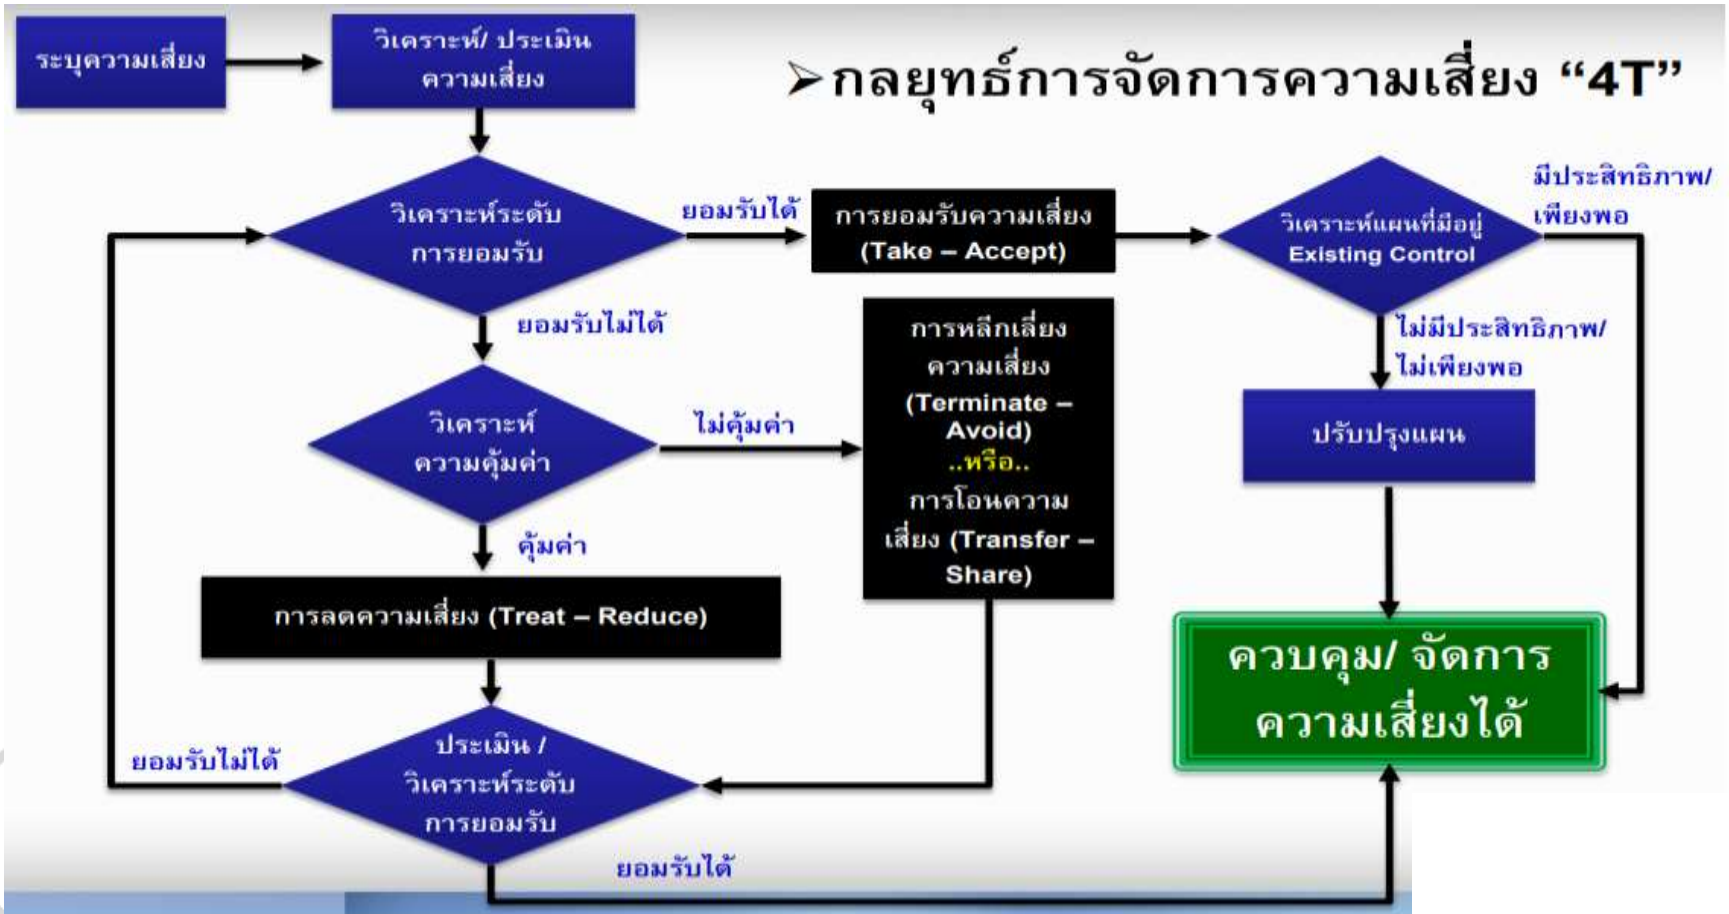 ระบุความเสี่ยง
วิเคราะห์/ ประเมิน
ความเสี่ยง
➢กลยุทธ์การจัดการความเสี่ยง “4T”
วิเคราะห์ระดับ
การยอมรับ
ยอมรับได้
การยอมรับความเสี่ยง
(Take – Accept)
วิเคราะห์แผนที่มีอยู่
Existing Control
มีประสิทธิภาพ/
เพียงพอ
ยอมรับไม่ได้
ไม่มีประสิทธิภาพ/
ไม่เพียงพอ
วิเคราะห์
ความคุ้มค่า
ไม่คุ้มค่า
การหลีกเลี่ยง
ความเสี่ยง
(Terminate –
Avoid)
..หรือ..
การโอนความ
เสี่ยง (Transfer –
Share)
ปรับปรุงแผน
คุ้มค่า
การลดความเสี่ยง (Treat – Reduce)
ควบคุม/ จัดการ
ความเสี่ยงได้
ยอมรับไม่ได้
ประเมิน /
วิเคราะห์ระดับ
การยอมรับ
ยอมรับได้